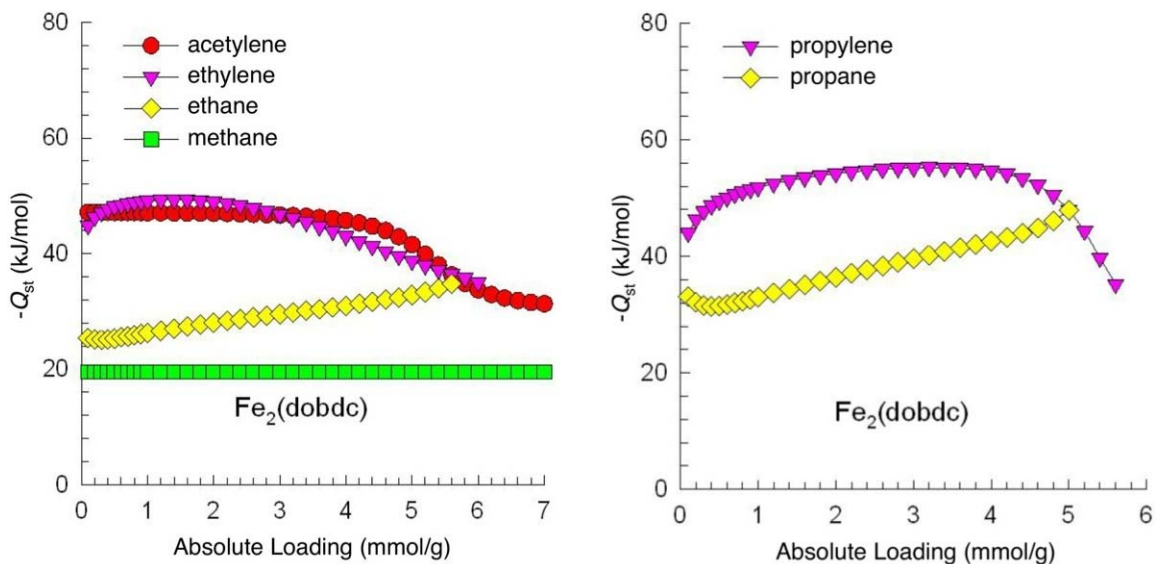 80
60
40
20
0
-Qst (kJ/mol)
acetylene
ethylene
ethane
methane
Fe2(dobdc)
0 1 2 3 4 5 6 7
Absolute Loading (mmol/g)
80
60
40
20
0
-Qst (kJ/mol)
propylene
propane
Fe2(dobdc)
0 1 2 3 4 5 6
Absolute Loading (mmol/g)